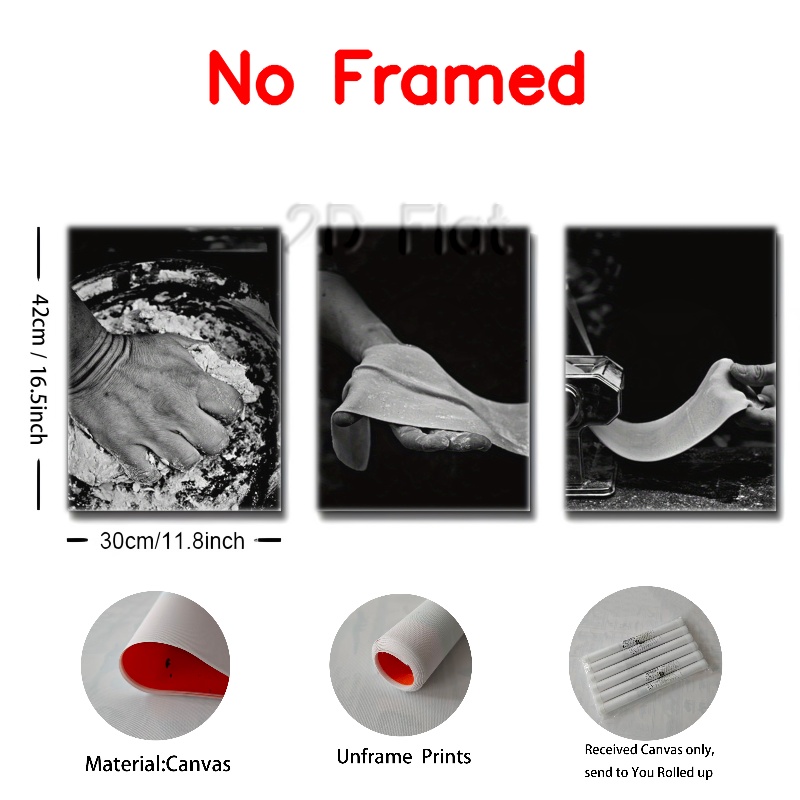 No Framed
2D Flat
42cm / 16.5inch
30cm/11.8inch
Material:Canvas
Unframe Prints
Received Canvas only,
send to You Rolled up